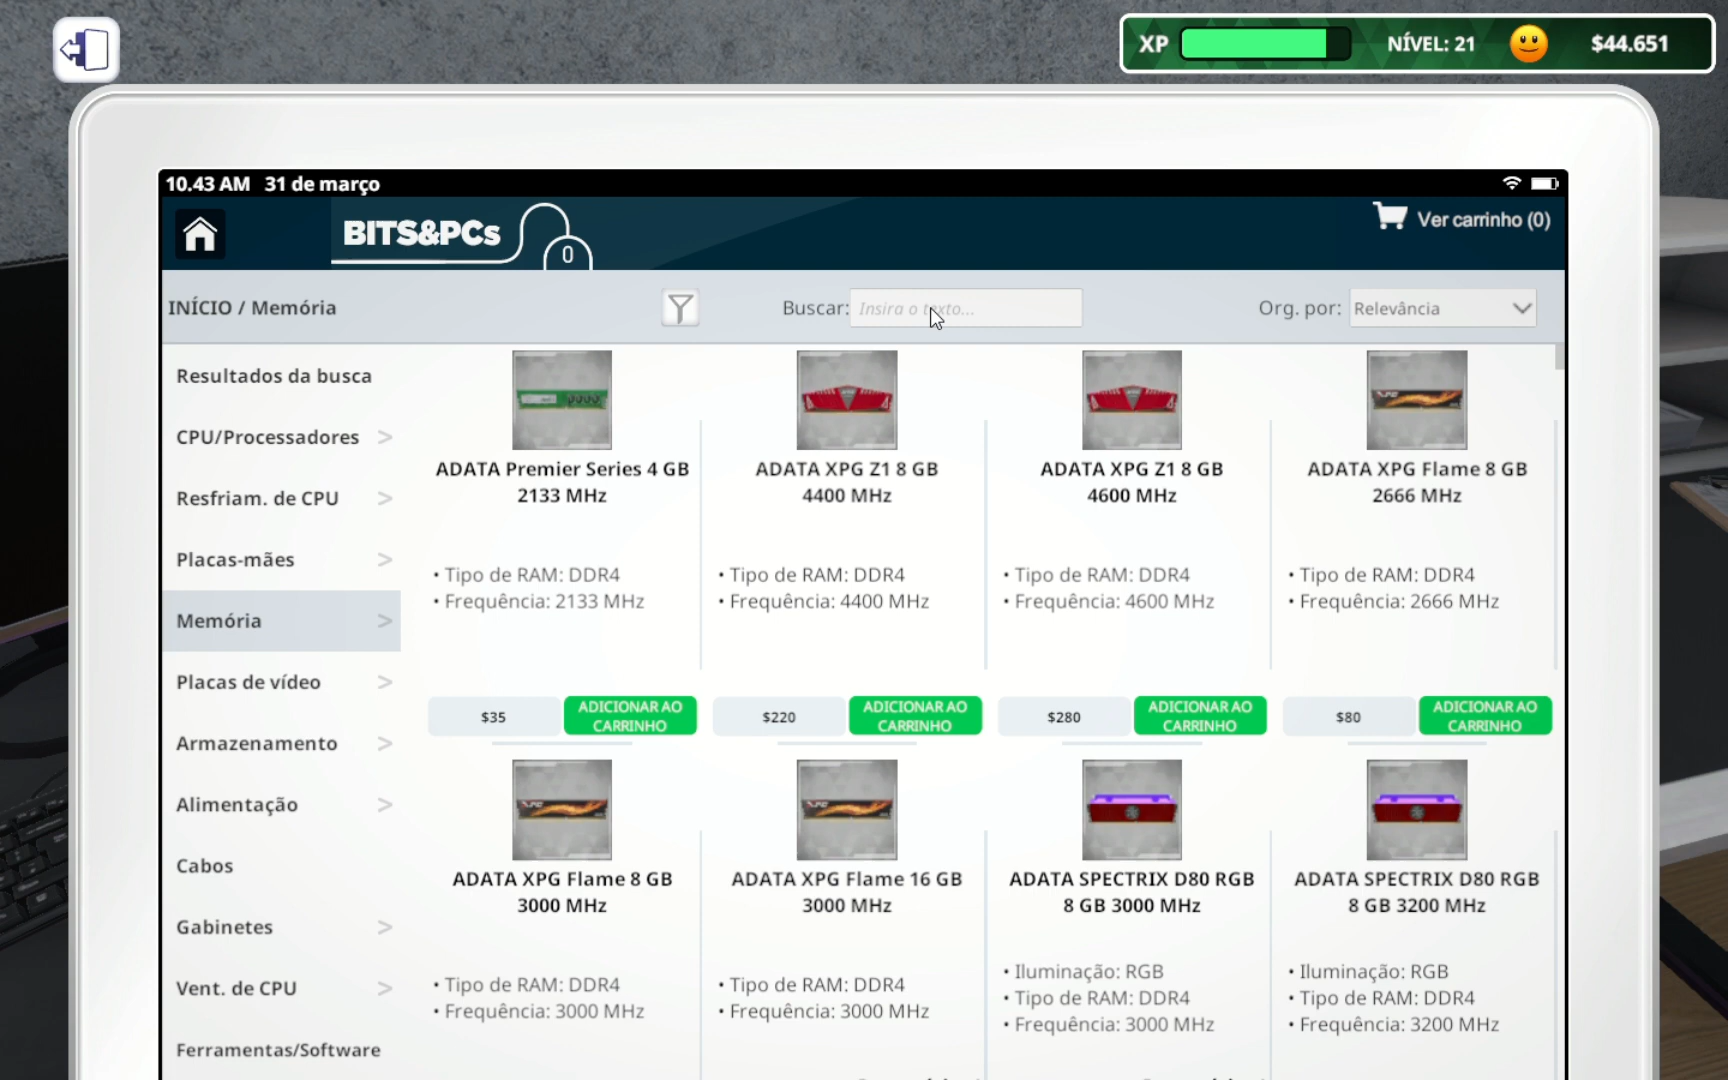 XP
NÍVEL: 21
$44.651
10.43 AM 31 de março
BITS&PCs
0
Ver carrinho (0)
INÍCIO / Memória
Buscar:
Insira o texto...
Org. por:
Relevância
Resultados da busca
CPU/Processadores >
Resfriam. de CPU >
Placas-mães >
Memória >
Placas de vídeo >
Armazenamento >
Alimentação >
Cabos
Gabinetes >
Vent. de CPU >
Ferramentas/Software
ADATA Premier Series 4 GB
2133 MHz
• Tipo de RAM: DDR4
• Frequência: 2133 MHz
$35
ADICIONAR AO
CARRINHO
ADATA XPG Z1 8 GB
4400 MHz
• Tipo de RAM: DDR4
• Frequência: 4400 MHz
$220
ADICIONAR AO
CARRINHO
ADATA XPG Z1 8 GB
4600 MHz
• Tipo de RAM: DDR4
• Frequência: 4600 MHz
$280
ADICIONAR AO
CARRINHO
ADATA XPG Flame 8 GB
2666 MHz
• Tipo de RAM: DDR4
• Frequência: 2666 MHz
$80
ADICIONAR AO
CARRINHO
ADATA XPG Flame 8 GB
3000 MHz
• Tipo de RAM: DDR4
• Frequência: 3000 MHz
ADATA XPG Flame 16 GB
3000 MHz
• Tipo de RAM: DDR4
• Frequência: 3000 MHz
ADATA SPECTRIX D80 RGB
8 GB 3000 MHz
• Iluminação: RGB
• Tipo de RAM: DDR4
• Frequência: 3000 MHz
ADATA SPECTRIX D80 RGB
8 GB 3200 MHz
• Iluminação: RGB
• Tipo de RAM: DDR4
• Frequência: 3200 MHz